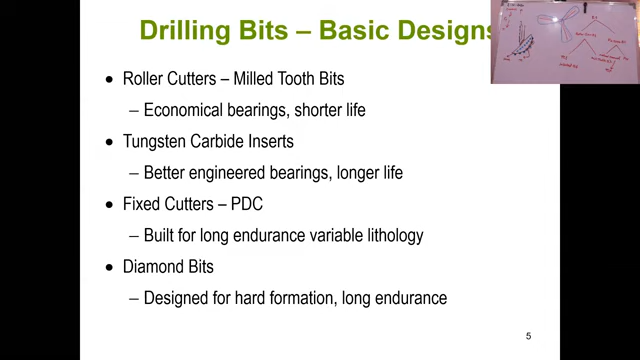 Drilling Bits – Basic Designs
• Roller Cutters – Milled Tooth Bits
– Economical bearings, shorter life
• Tungsten Carbide Inserts
– Better engineered bearings, longer life
• Fixed Cutters – PDC
– Built for long endurance variable lithology
• Diamond Bits
– Designed for hard formation, long endurance
5